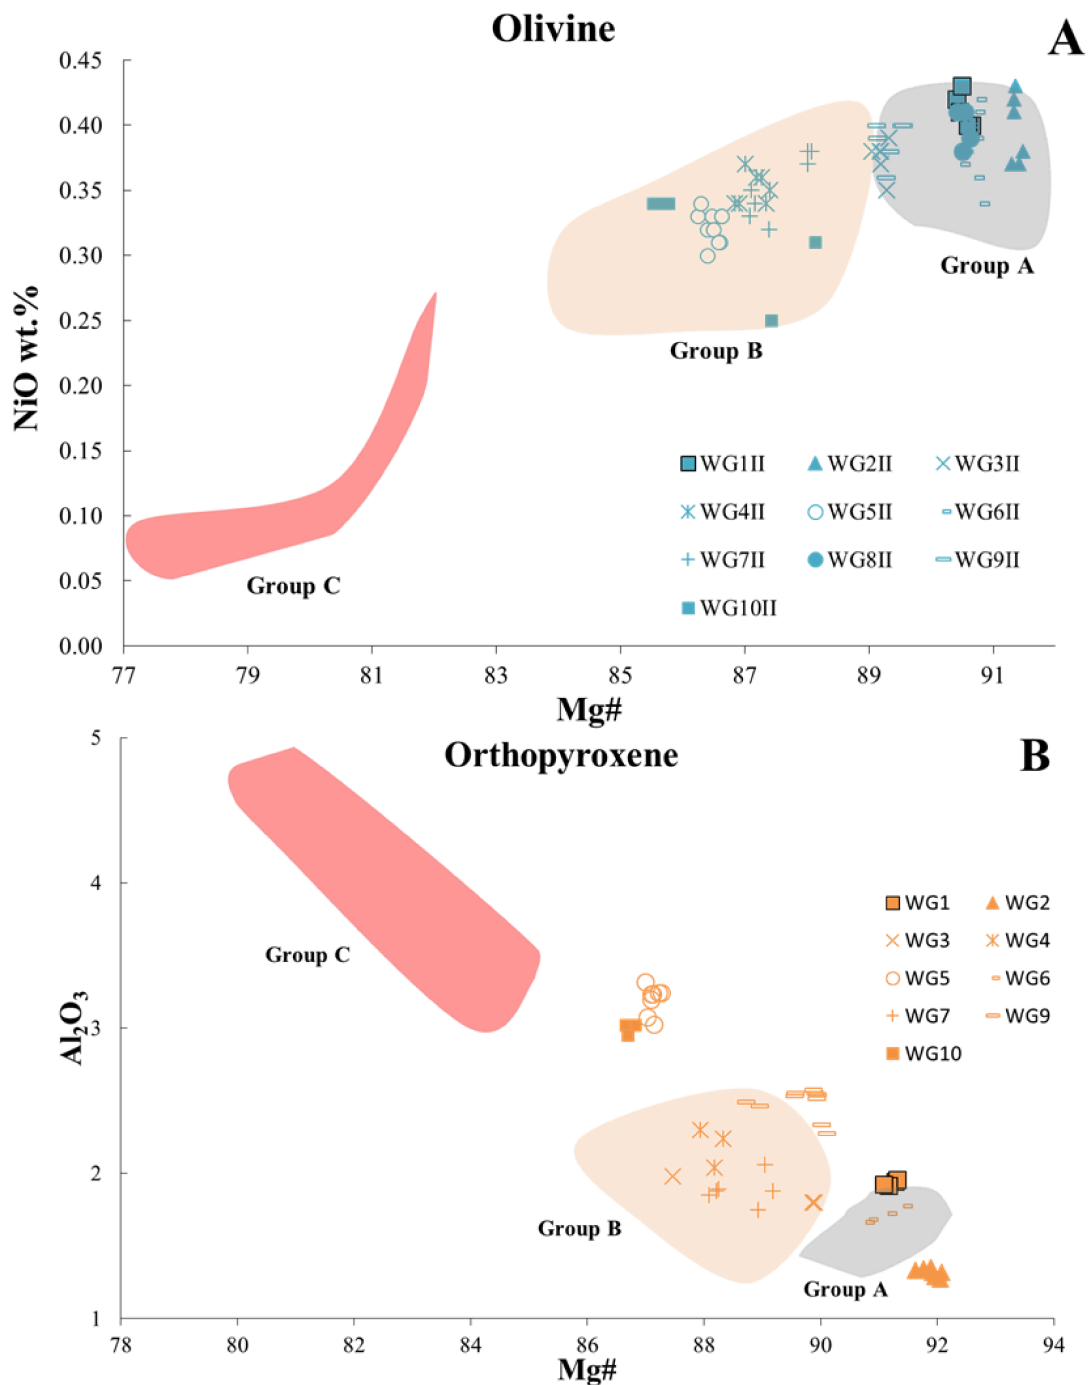 Olivine
A
0.45
0.40
0.35
0.30
0.25
0.20
0.15
0.10
0.05
0.00
NiO wt.%
Group A
Group B
Group C
WG1II WG2II WG3II
WG4II WG5II WG6II
WG7II WG8II WG9II
WG10II
77 79 81 83 85 87 89 91
Mg#
Orthopyroxene
B
5
4
3
2
1
Al₂O₃
Group C
Group B
Group A
WG1 WG2
WG3 WG4
WG5 WG6
WG7 WG9
WG10
78 80 82 84 86 88 90 92 94
Mg#